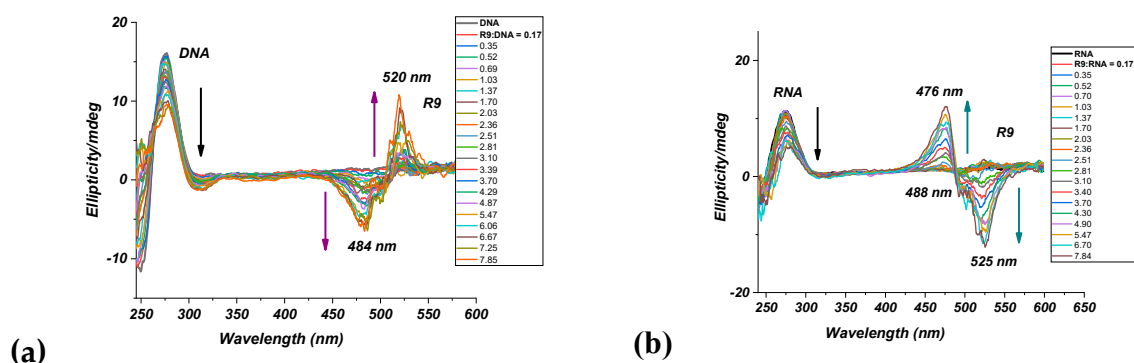 20
10
0
-10
250 300 350 400 450 500 550 600
Ellipticity/mdeg
Wavelength (nm)
DNA
520 nm
R9
484 nm
DNA
R9:DNA = 0.17
0.35
0.52
0.69
1.03
1.37
1.70
2.03
2.36
2.51
2.81
3.10
3.39
3.70
4.29
4.87
5.47
6.06
6.67
7.25
7.85
(a)
20
0
-20
250 300 350 400 450 500 550 600 650
Ellipticity/mdeg
Wavelength (nm)
RNA
476 nm
R9
488 nm
525 nm
RNA
R9:RNA = 0.17
0.35
0.52
0.70
1.03
1.37
1.70
2.03
2.36
2.51
2.81
3.10
3.40
3.70
4.30
4.90
5.47
6.70
7.84
(b)